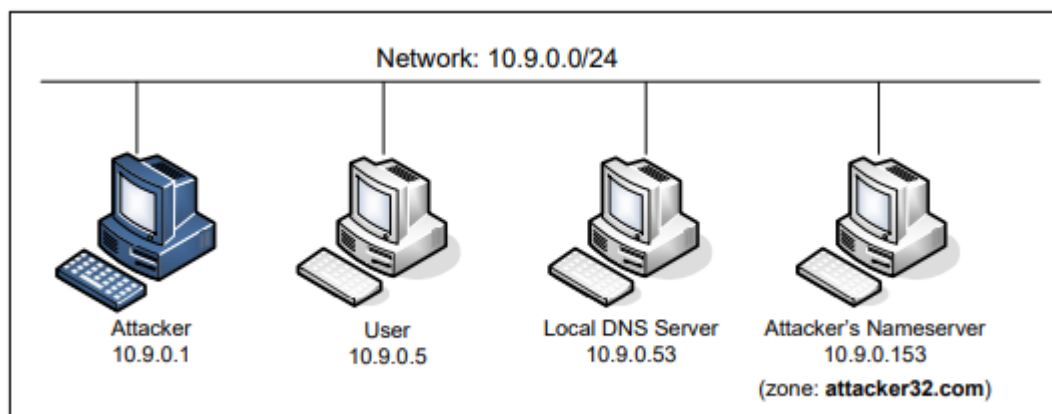 Network: 10.9.0.0/24
Attacker
10.9.0.1
User
10.9.0.5
Local DNS Server
10.9.0.53
Attacker's Nameserver
10.9.0.153
(zone: attacker32.com)